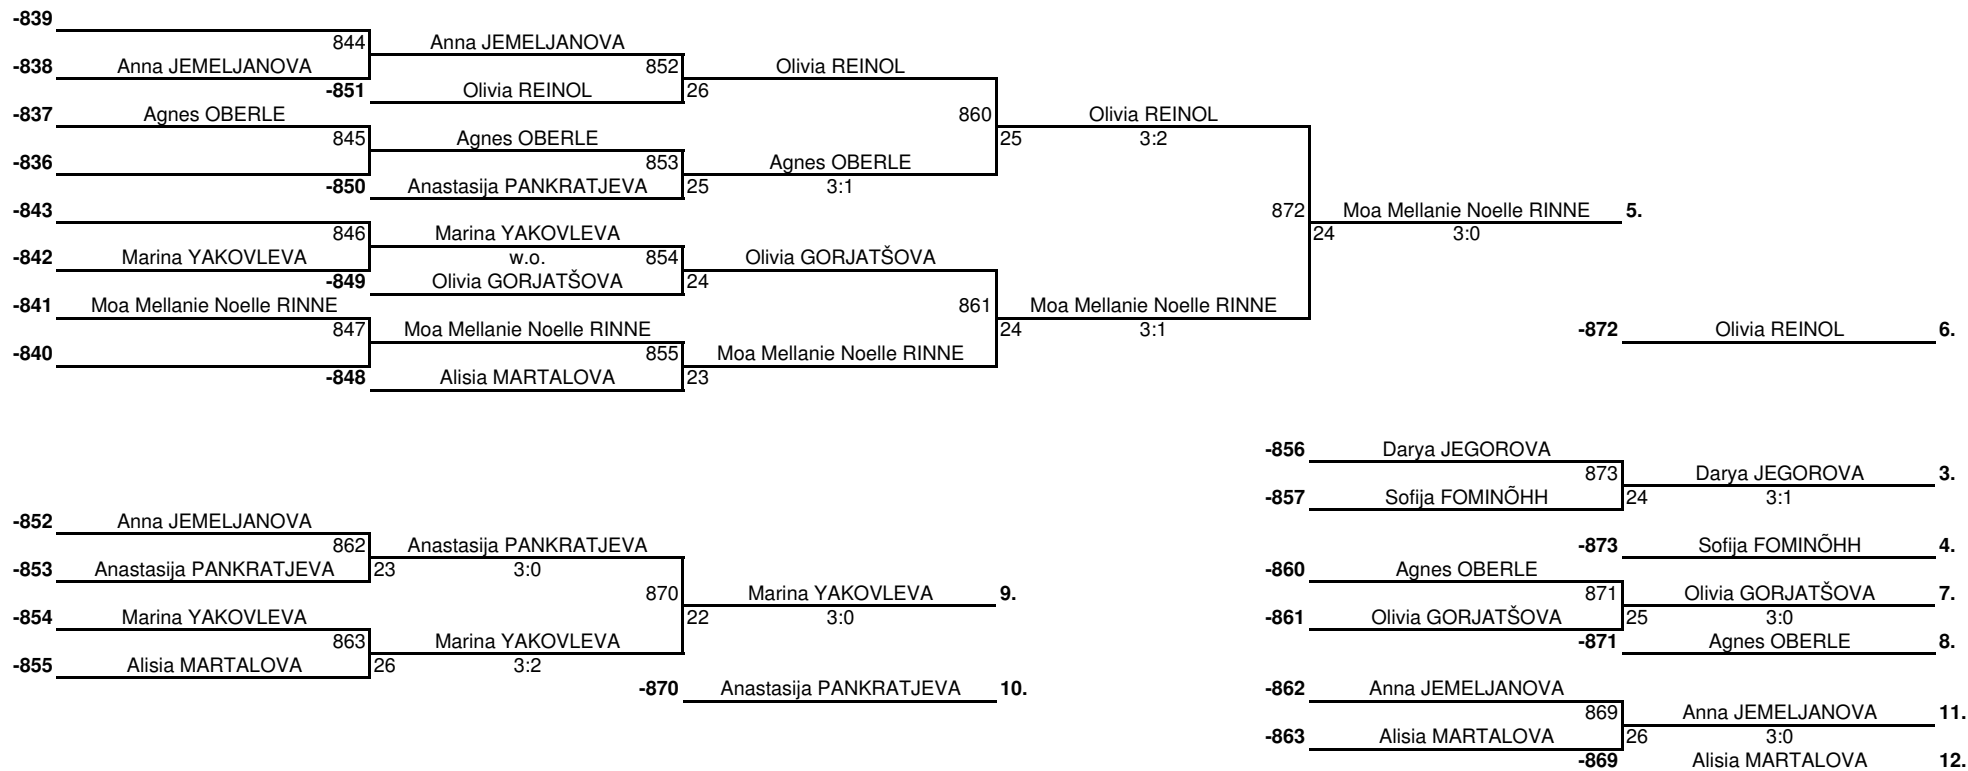 -839
844 Anna JEMELJANOVA
-838 Anna JEMELJANOVA 852 Olivia REINOL
-851 Olivia REINOL 26
-837 Agnes OBERLE 860 Olivia REINOL
845 Agnes OBERLE 25 3:2
-836 853 Agnes OBERLE
-850 Anastasija PANKRATJEVA 25 3:1
-843 872 Moa Mellanie Noelle RINNE 5.
846 Marina YAKOVLEVA 24 3:0
-842 Marina YAKOVLEVA w.o. 854 Olivia GORJATŠOVA
-849 Olivia GORJATŠOVA 24
-841 Moa Mellanie Noelle RINNE 861 Moa Mellanie Noelle RINNE
847 Moa Mellanie Noelle RINNE 24 3:1 -872 Olivia REINOL 6.
-840 855 Moa Mellanie Noelle RINNE
-848 Alisia MARTALOVA 23
-856 Darya JEGOROVA
873 Darya JEGOROVA 3.
-857 Sofija FOMINÕHH 24 3:1
-852 Anna JEMELJANOVA
862 Anastasija PANKRATJEVA -873 Sofija FOMINÕHH 4.
-853 Anastasija PANKRATJEVA 23 3:0 -860 Agnes OBERLE
870 Marina YAKOVLEVA 9. 871 Olivia GORJATŠOVA 7.
-854 Marina YAKOVLEVA 22 3:0 -861 Olivia GORJATŠOVA 25 3:0
863 Marina YAKOVLEVA -871 Agnes OBERLE 8.
-855 Alisia MARTALOVA 26 3:2
-870 Anastasija PANKRATJEVA 10. -862 Anna JEMELJANOVA
869 Anna JEMELJANOVA 11.
-863 Alisia MARTALOVA 26 3:0
-869 Alisia MARTALOVA 12.